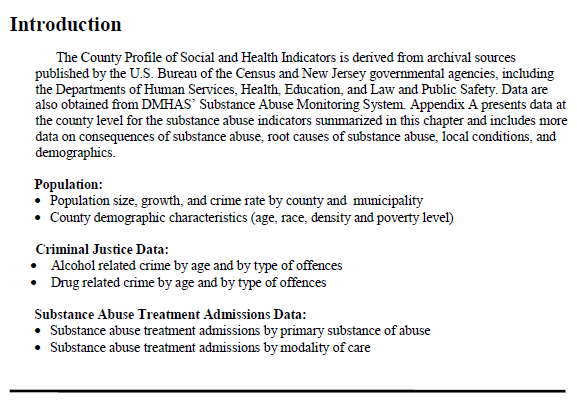 Introduction
The County Profile of Social and Health Indicators is derived from archival sources
published by the U.S. Bureau of the Census and New Jersey governmental agencies, including
the Departments of Human Services, Health, Education, and Law and Public Safety. Data are
also obtained from DMHAS’ Substance Abuse Monitoring System. Appendix A presents data at
the county level for the substance abuse indicators summarized in this chapter and includes more
data on consequences of substance abuse, root causes of substance abuse, local conditions, and
demographics.
Population:
• Population size, growth, and crime rate by county and municipality
• County demographic characteristics (age, race, density and poverty level)
Criminal Justice Data:
• Alcohol related crime by age and by type of offences
• Drug related crime by age and by type of offences
Substance Abuse Treatment Admissions Data:
• Substance abuse treatment admissions by primary substance of abuse
• Substance abuse treatment admissions by modality of care